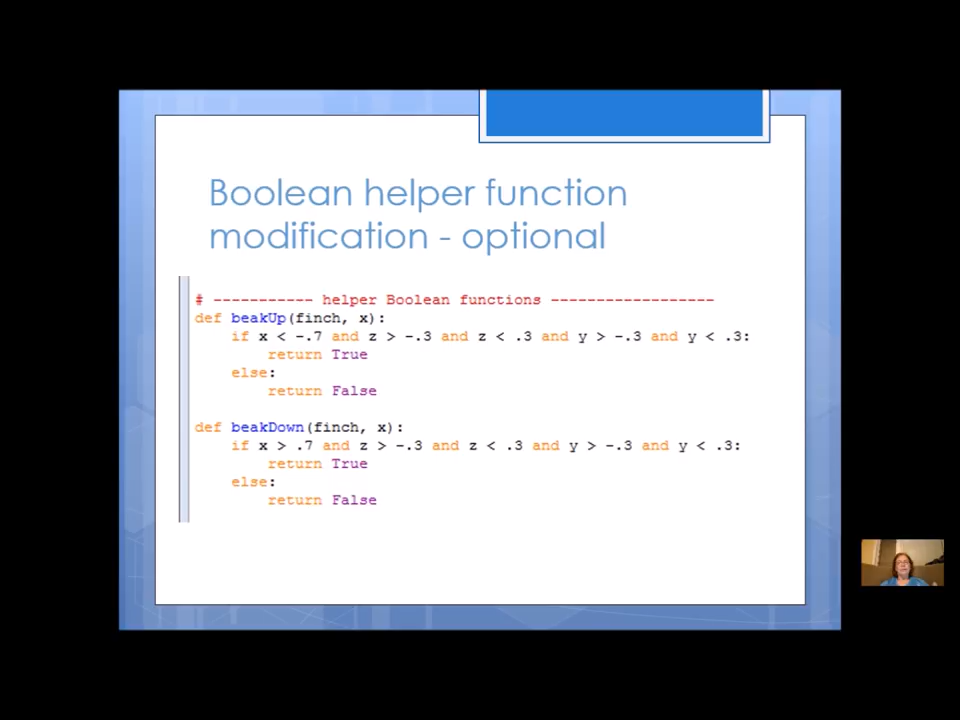 Boolean helper function
modification - optional
# ----------- helper Boolean functions ------------------
def beakUp(finch, x):
    if x < -.7 and z > -.3 and z < .3 and y > -.3 and y < .3:
        return True
    else:
        return False
def beakDown(finch, x):
    if x > .7 and z > -.3 and z < .3 and y > -.3 and y < .3:
        return True
    else:
        return False